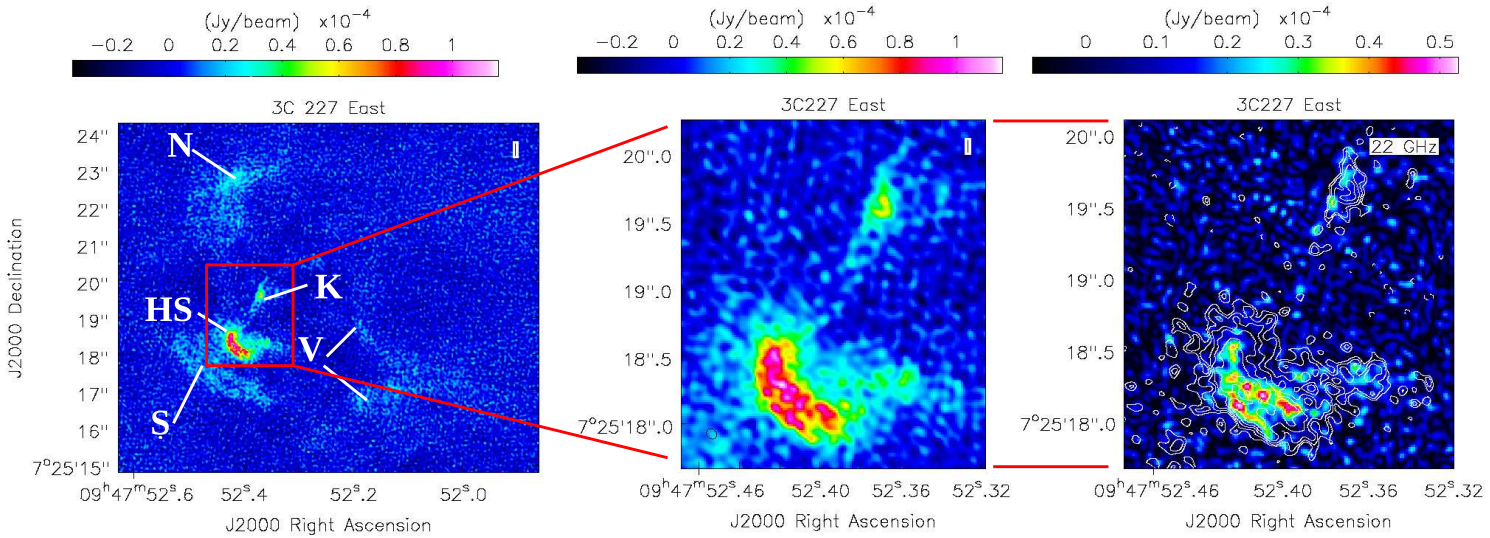 (Jy/beam) x10⁻⁴
−0.2 0 0.2 0.4 0.6 0.8 1
3C 227 East
J2000 Declination
24"
23"
22"
21"
20"
19"
18"
17"
16"
7°25'15"
N
I
K
HS
V
S
09ʰ47ᵐ52ˢ.6 52ˢ.4 52ˢ.2 52ˢ.0
J2000 Right Ascension
(Jy/beam) x10⁻⁴
−0.2 0 0.2 0.4 0.6 0.8 1
3C227 East
I
20".0
19".5
19".0
18".5
7°25'18".0
09ʰ47ᵐ52ˢ.46 52ˢ.40 52ˢ.36 52ˢ.32
J2000 Right Ascension
(Jy/beam) x10⁻⁴
0 0.1 0.2 0.3 0.4 0.5
3C227 East
22 GHz
20".0
19".5
19".0
18".5
7°25'18".0
09ʰ47ᵐ52ˢ.46 52ˢ.40 52ˢ.36 52ˢ.32
J2000 Right Ascension